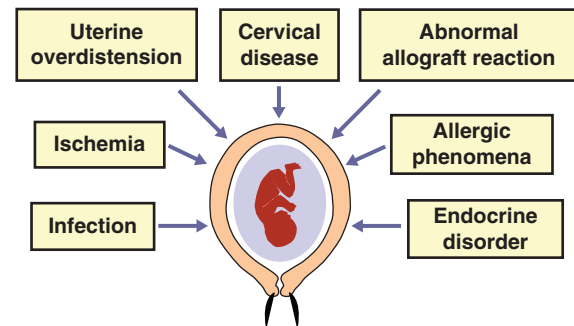 Uterine
overdistension
Cervical
disease
Abnormal
allograft reaction
Ischemia
Allergic
phenomena
Infection
Endocrine
disorder